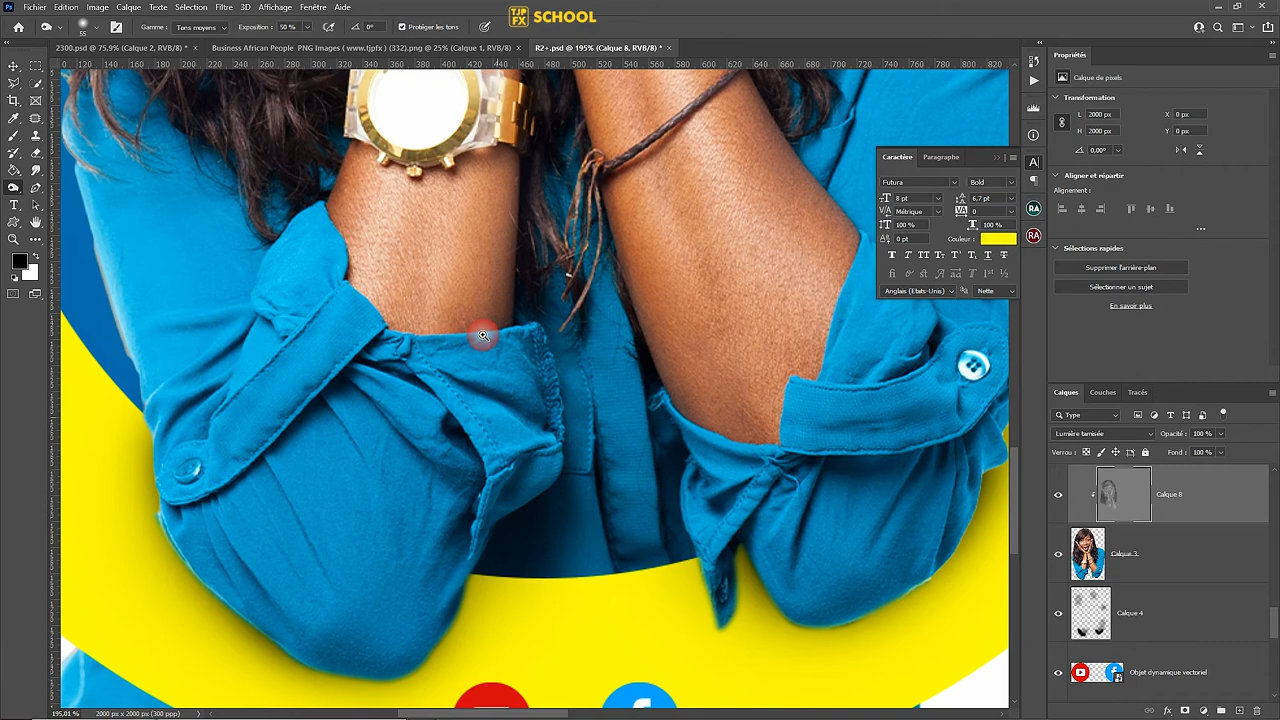 Ps Fichier Edition Image Calque Texte Sélection Filtre 3D Affichage Fenêtre Aide
TJP FX SCHOOL
55 Gamme : Tons moyens Exposition : 50 % 0° Protéger les tons
2300.psd @ 75,9% (Calque 2, RVB/8) * × Business African People PNG Images ( www.tjpfx ) (332).png @ 25% (Calque 1, RVB/8) × R2+.psd @ 195% (Calque 8, RVB/8) * ×
0 120 140 160 180 200 220 240 260 280 300 320 340 360 380 400 420 440 460 480 500 520 540 560 580 600 620 640 660 680 700 720 740 760 780 800 820
Propriétés
Calque de pixels
Transformation
L 2000 px X 0 px
H 2000 px Y 0 px
0,00°
Aligner et répartir
Alignement :
Sélections rapides
Supprimer l'arrière-plan
Sélectionner un sujet
En savoir plus
Caractère Paragraphe
Futura Bold
8 pt 6,7 pt
Métrique 0
100 % 100 %
0 pt Couleur :
Anglais (Etats-Unis) Nette
RA
RA
Calques Couches Tracés
Type
Lumière tamisée Opacité : 100 %
Verrou : Fond : 100 %
Calque 8
Calque 3
Calque 4
Objet dynamique vectoriel
195,01 % 2000 px x 2000 px (300 ppp)